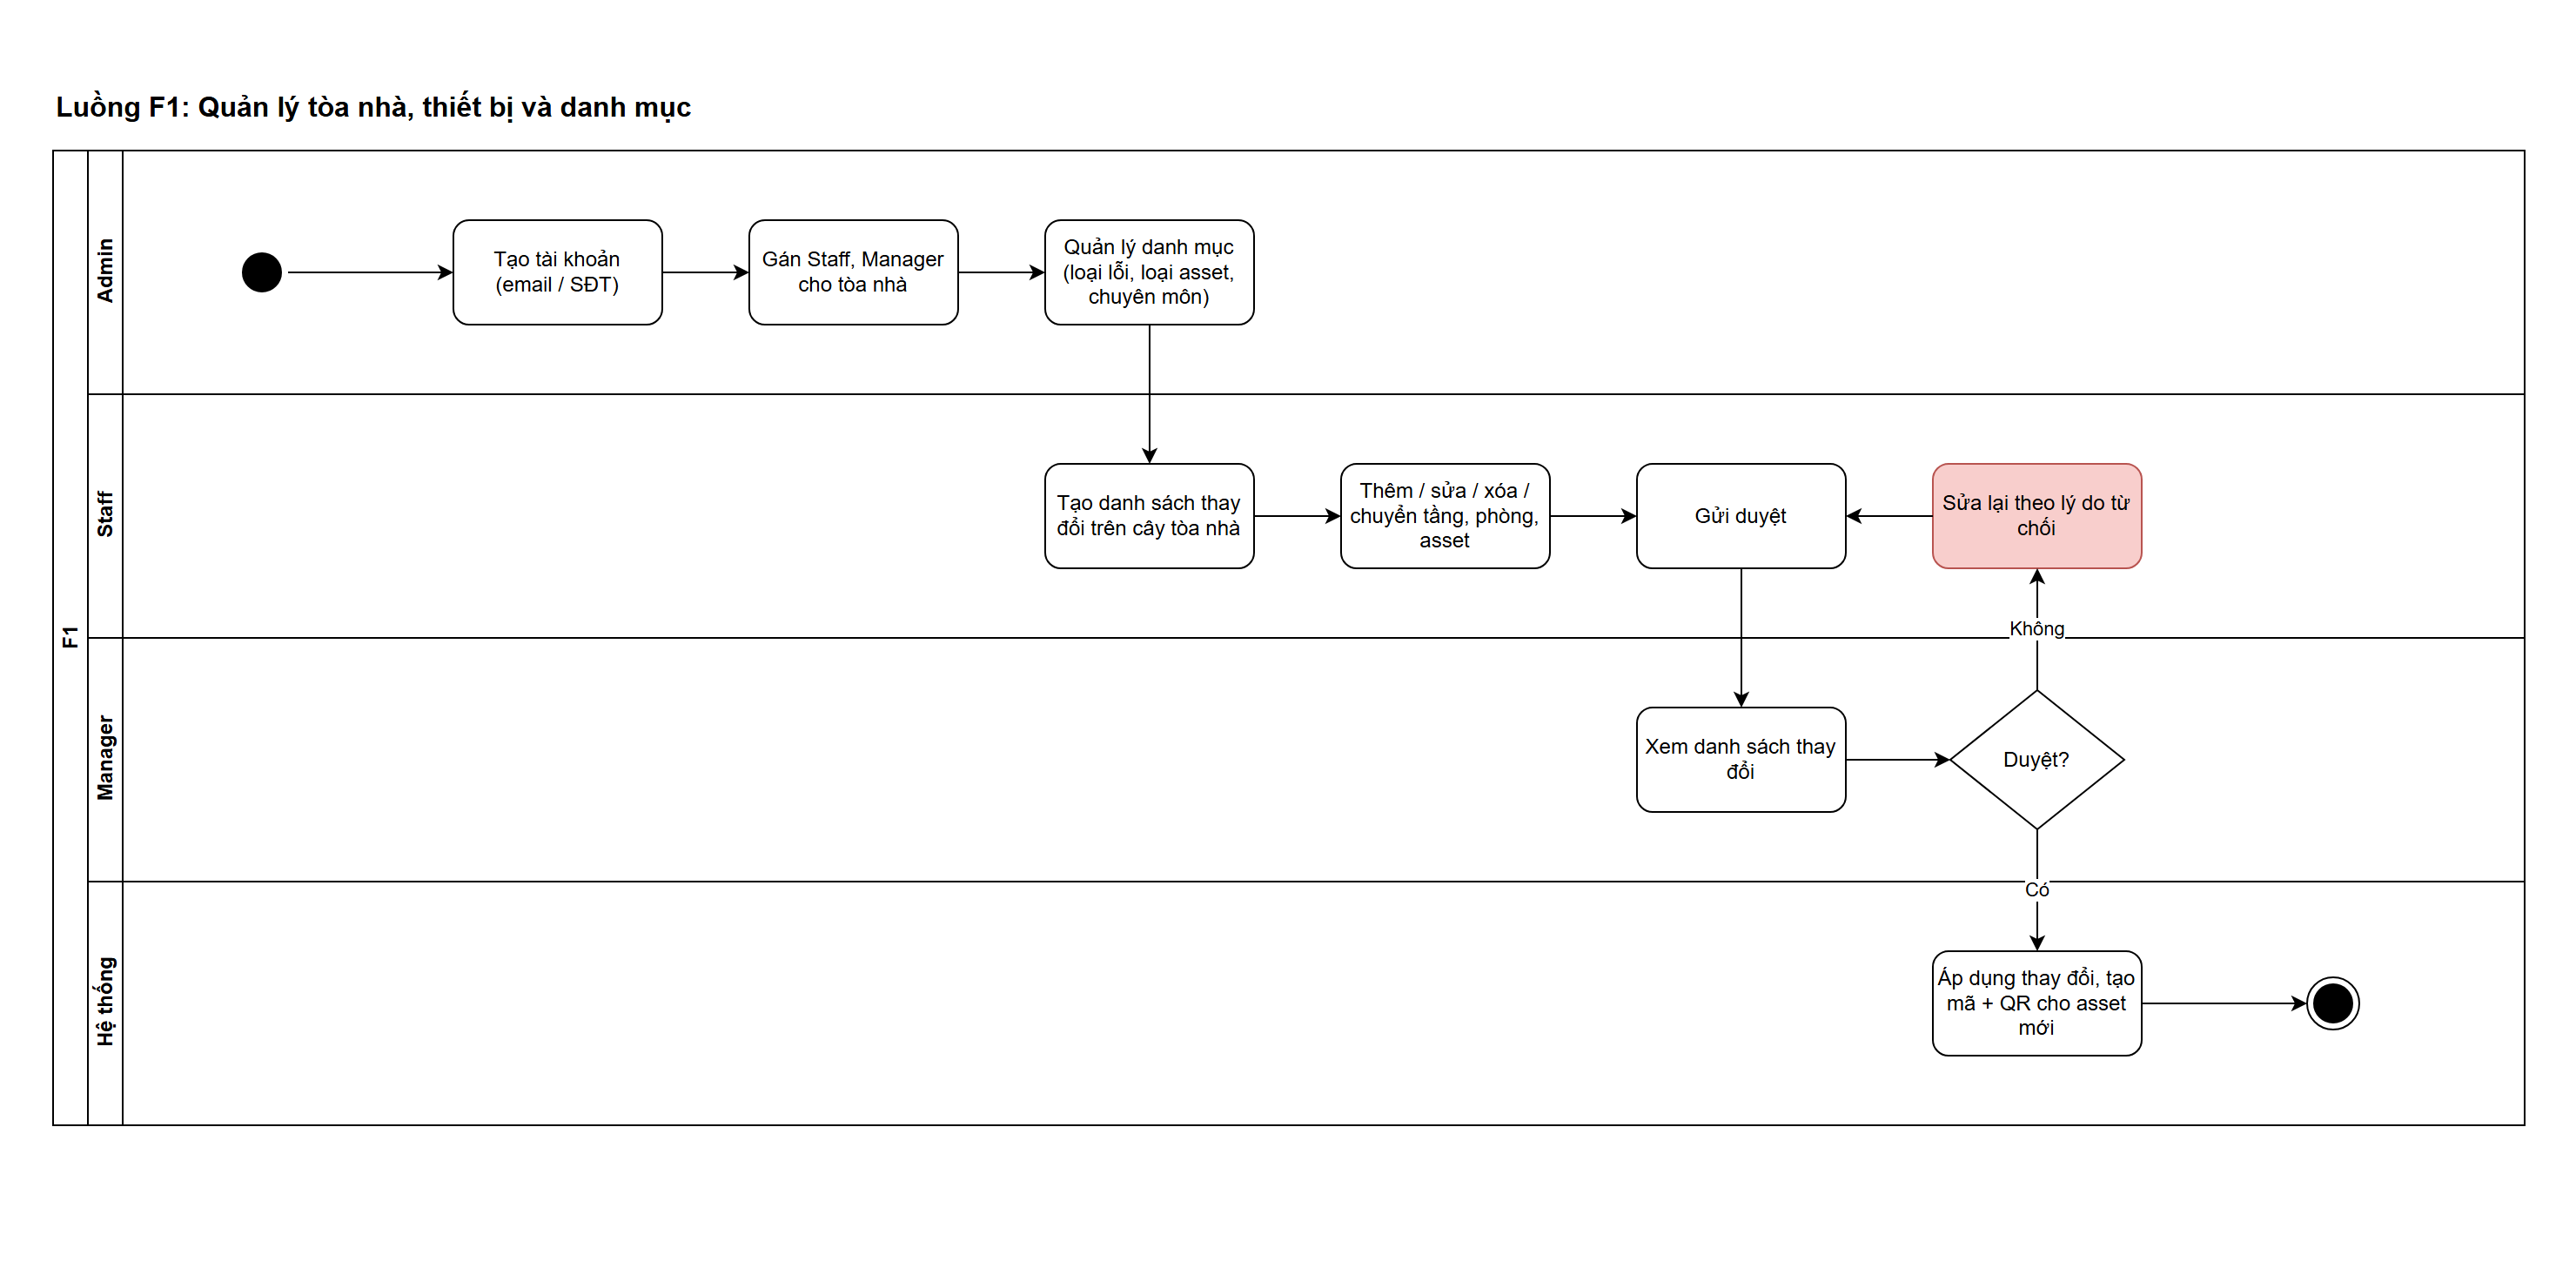 Luồng F1: Quản lý tòa nhà, thiết bị và danh mục
F1
Admin
Tạo tài khoản
(email / SĐT)
Gán Staff, Manager
cho tòa nhà
Quản lý danh mục
(loại lỗi, loại asset,
chuyên môn)
Staff
Tạo danh sách thay
đổi trên cây tòa nhà
Thêm / sửa / xóa /
chuyển tầng, phòng,
asset
Gửi duyệt
Sửa lại theo lý do từ
chối
Không
Manager
Xem danh sách thay
đổi
Duyệt?
Có
Hệ thống
Áp dụng thay đổi, tạo
mã + QR cho asset
mới